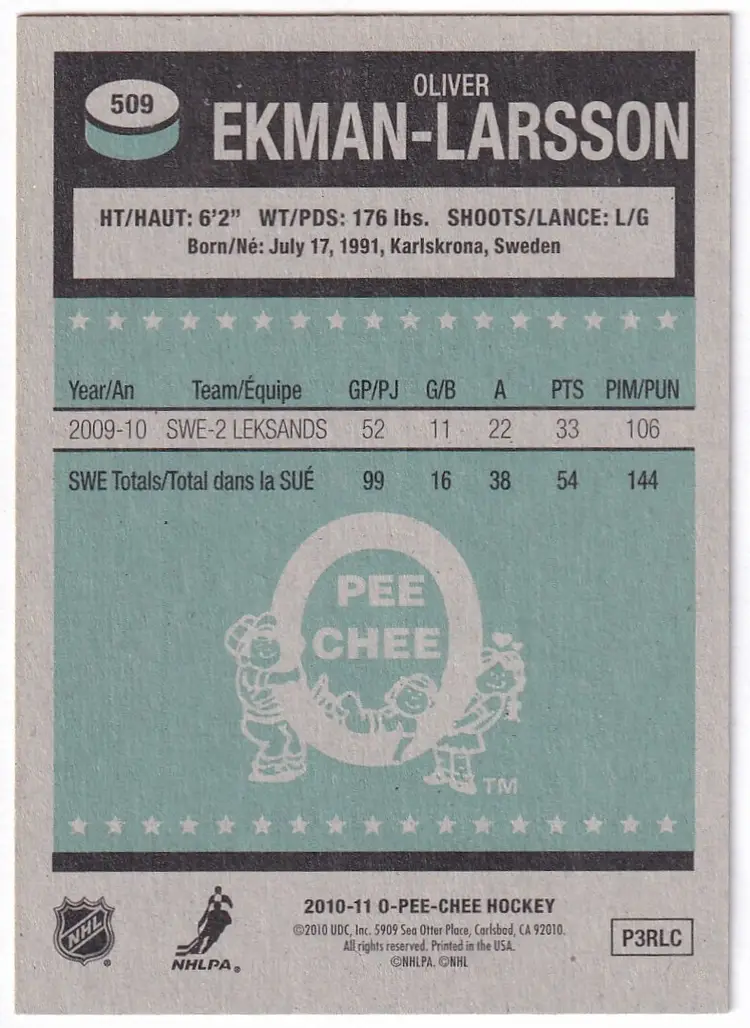 509
OLIVER
EKMAN-LARSSON
HT/HAUT: 6'2" WT/PDS: 176 lbs. SHOOTS/LANCE: L/G
Born/Né: July 17, 1991, Karlskrona, Sweden
Year/An Team/Équipe GP/PJ G/B A PTS PIM/PUN
2009-10 SWE-2 LEKSANDS 52 11 22 33 106
SWE Totals/Total dans la SUÉ 99 16 38 54 144
O
PEE
CHEE
TM
NHL
NHLPA®
2010-11 O-PEE-CHEE HOCKEY
©2010 UDC, Inc. 5909 Sea Otter Place, Carlsbad, CA 92010.
All rights reserved. Printed in the USA.
©NHLPA. ©NHL
P3RLC